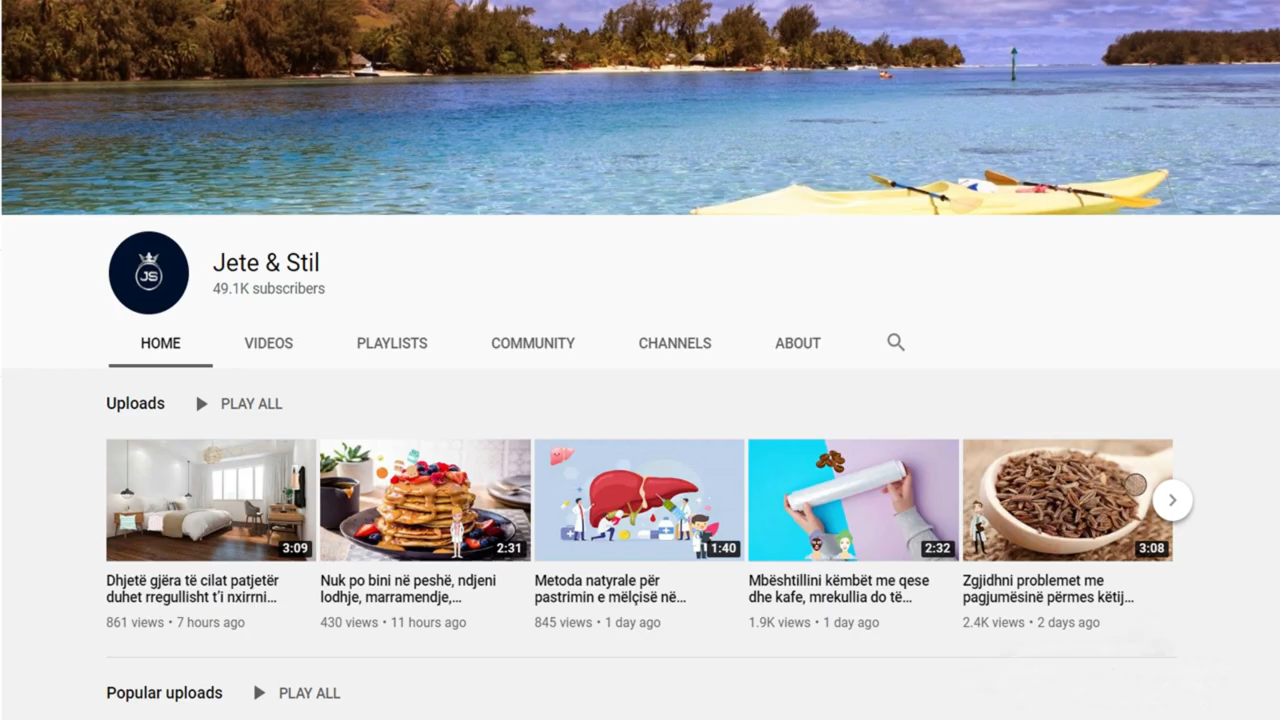 JS
Jete & Stil
49.1K subscribers
HOME VIDEOS PLAYLISTS COMMUNITY CHANNELS ABOUT
Uploads PLAY ALL
3:09 2:31 1:40 2:32 3:08
Dhjetë gjëra të cilat patjetër
duhet rregullisht t'i nxirrni...
861 views • 7 hours ago
Nuk po bini në peshë, ndjeni
lodhje, marramendje,...
430 views • 11 hours ago
Metoda natyrale për
pastrimin e mëlçisë në...
845 views • 1 day ago
Mbështillini këmbët me qese
dhe kafe, mrekullia do të...
1.9K views • 1 day ago
Zgjidhni problemet me
pagjumësinë përmes këtij...
2.4K views • 2 days ago
Popular uploads PLAY ALL